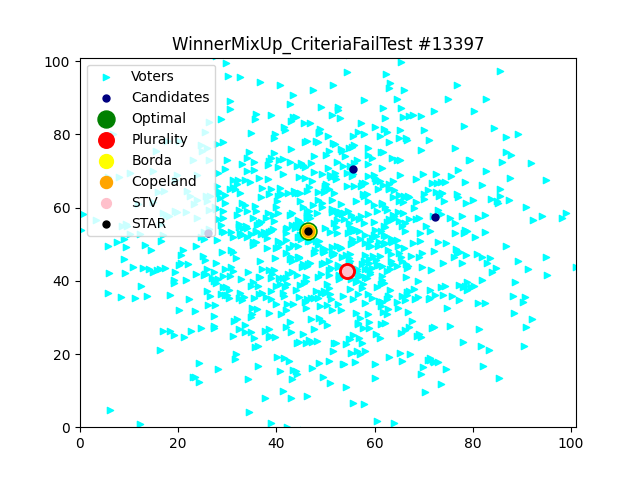 WinnerMixUp_CriteriaFailTest #13397
100
80
60
40
20
0
Voters
Candidates
Optimal
Plurality
Borda
Copeland
STV
STAR
0 20 40 60 80 100